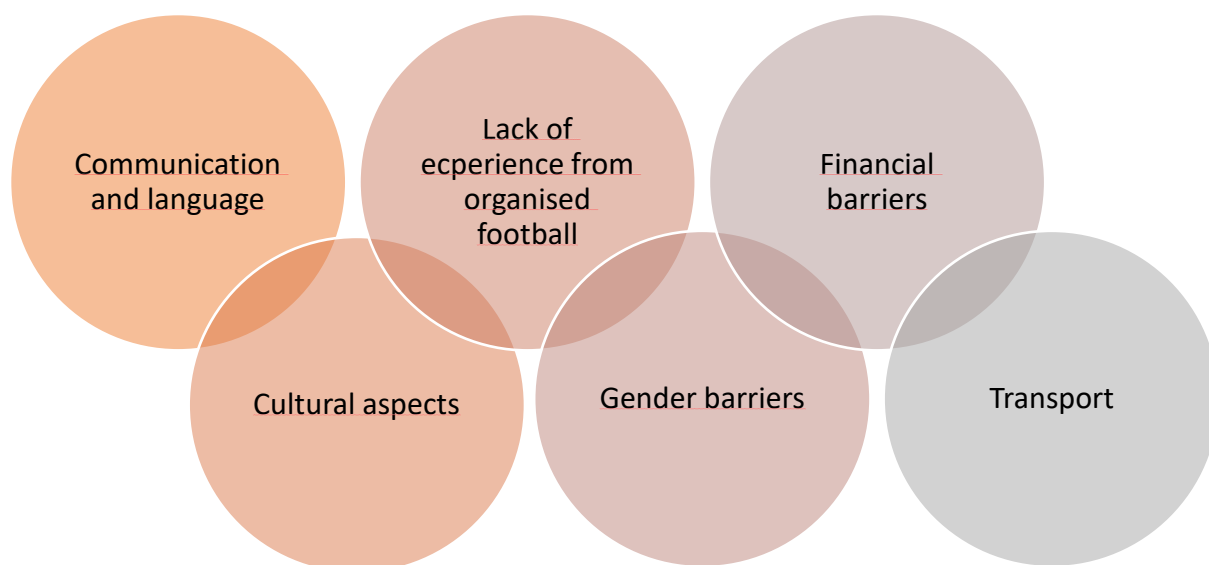 Communication
and language
Lack of
ecperience from
organised
football
Financial
barriers
Cultural aspects
Gender barriers
Transport